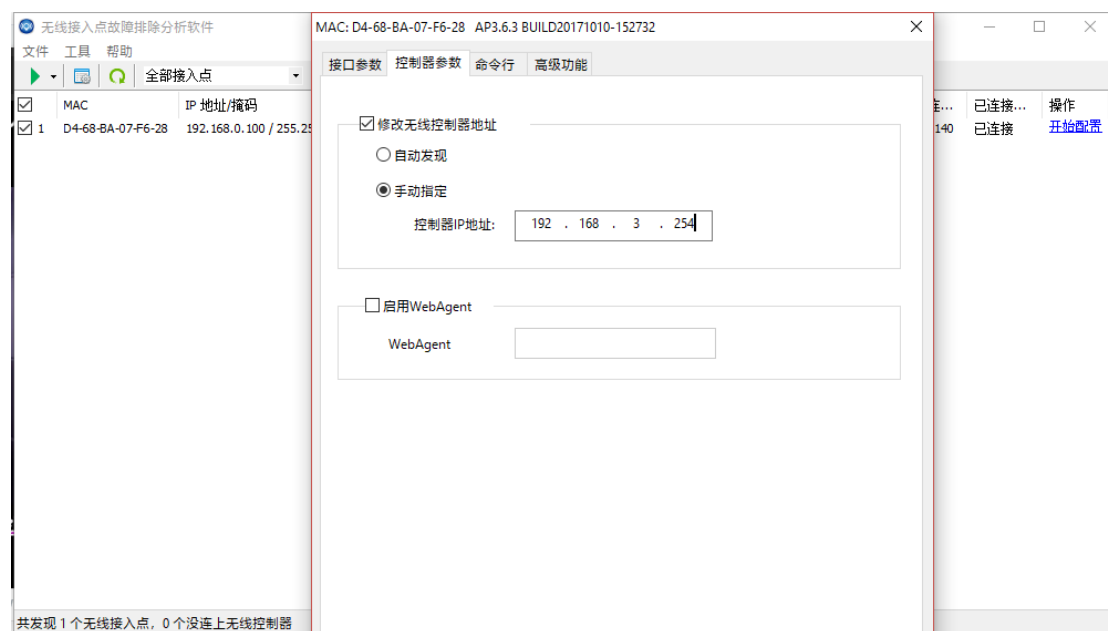 无线接入点故障排除分析软件
文件 工具 帮助
全部接入点
MAC IP 地址/掩码
1 D4-68-BA-07-F6-28 192.168.0.100 / 255.25
MAC: D4-68-BA-07-F6-28 AP3.6.3 BUILD20171010-152732
接口参数 控制器参数 命令行 高级功能
修改无线控制器地址
自动发现
手动指定
控制器IP地址: 192 . 168 . 3 . 254
启用WebAgent
WebAgent
连... 已连接... 操作
140 已连接 开始配置
共发现 1 个无线接入点，0 个没连上无线控制器